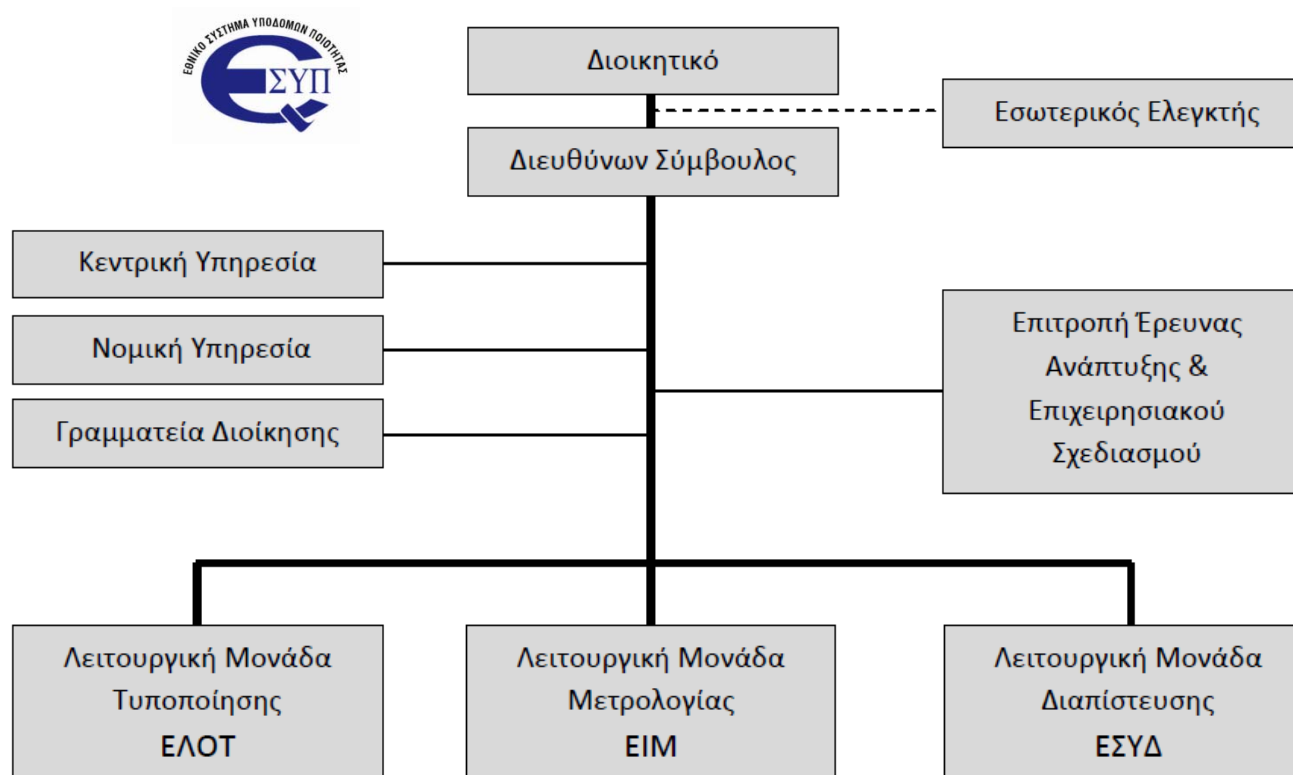 ΕΘΝΙΚΟ ΣΥΣΤΗΜΑ ΥΠΟΔΟΜΩΝ ΠΟΙΟΤΗΤΑΣ
ΣΥΠ
Διοικητικό
Εσωτερικός Ελεγκτής
Διευθύνων Σύμβουλος
Κεντρική Υπηρεσία
Νομική Υπηρεσία
Γραμματεία Διοίκησης
Επιτροπή Έρευνας
Ανάπτυξης &
Επιχειρησιακού
Σχεδιασμού
Λειτουργική Μονάδα
Τυποποίησης
ΕΛΟΤ
Λειτουργική Μονάδα
Μετρολογίας
ΕΙΜ
Λειτουργική Μονάδα
Διαπίστευσης
ΕΣΥΔ